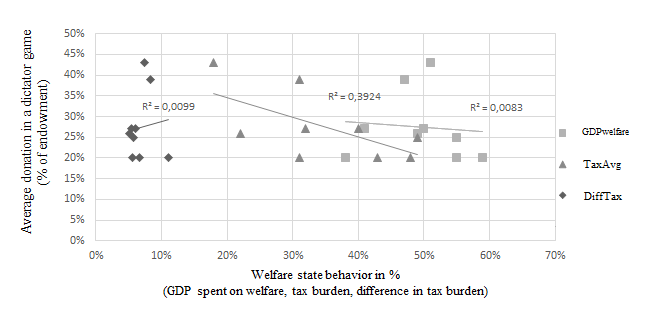 Average donation in a dictator game
(% of endowment)
50%
45%
40%
35%
30%
25%
20%
15%
10%
5%
0%
R² = 0,0099
R² = 0,3924
R² = 0,0083
GDPwelfare
TaxAvg
DiffTax
0% 10% 20% 30% 40% 50% 60% 70%
Welfare state behavior in %
(GDP spent on welfare, tax burden, difference in tax burden)